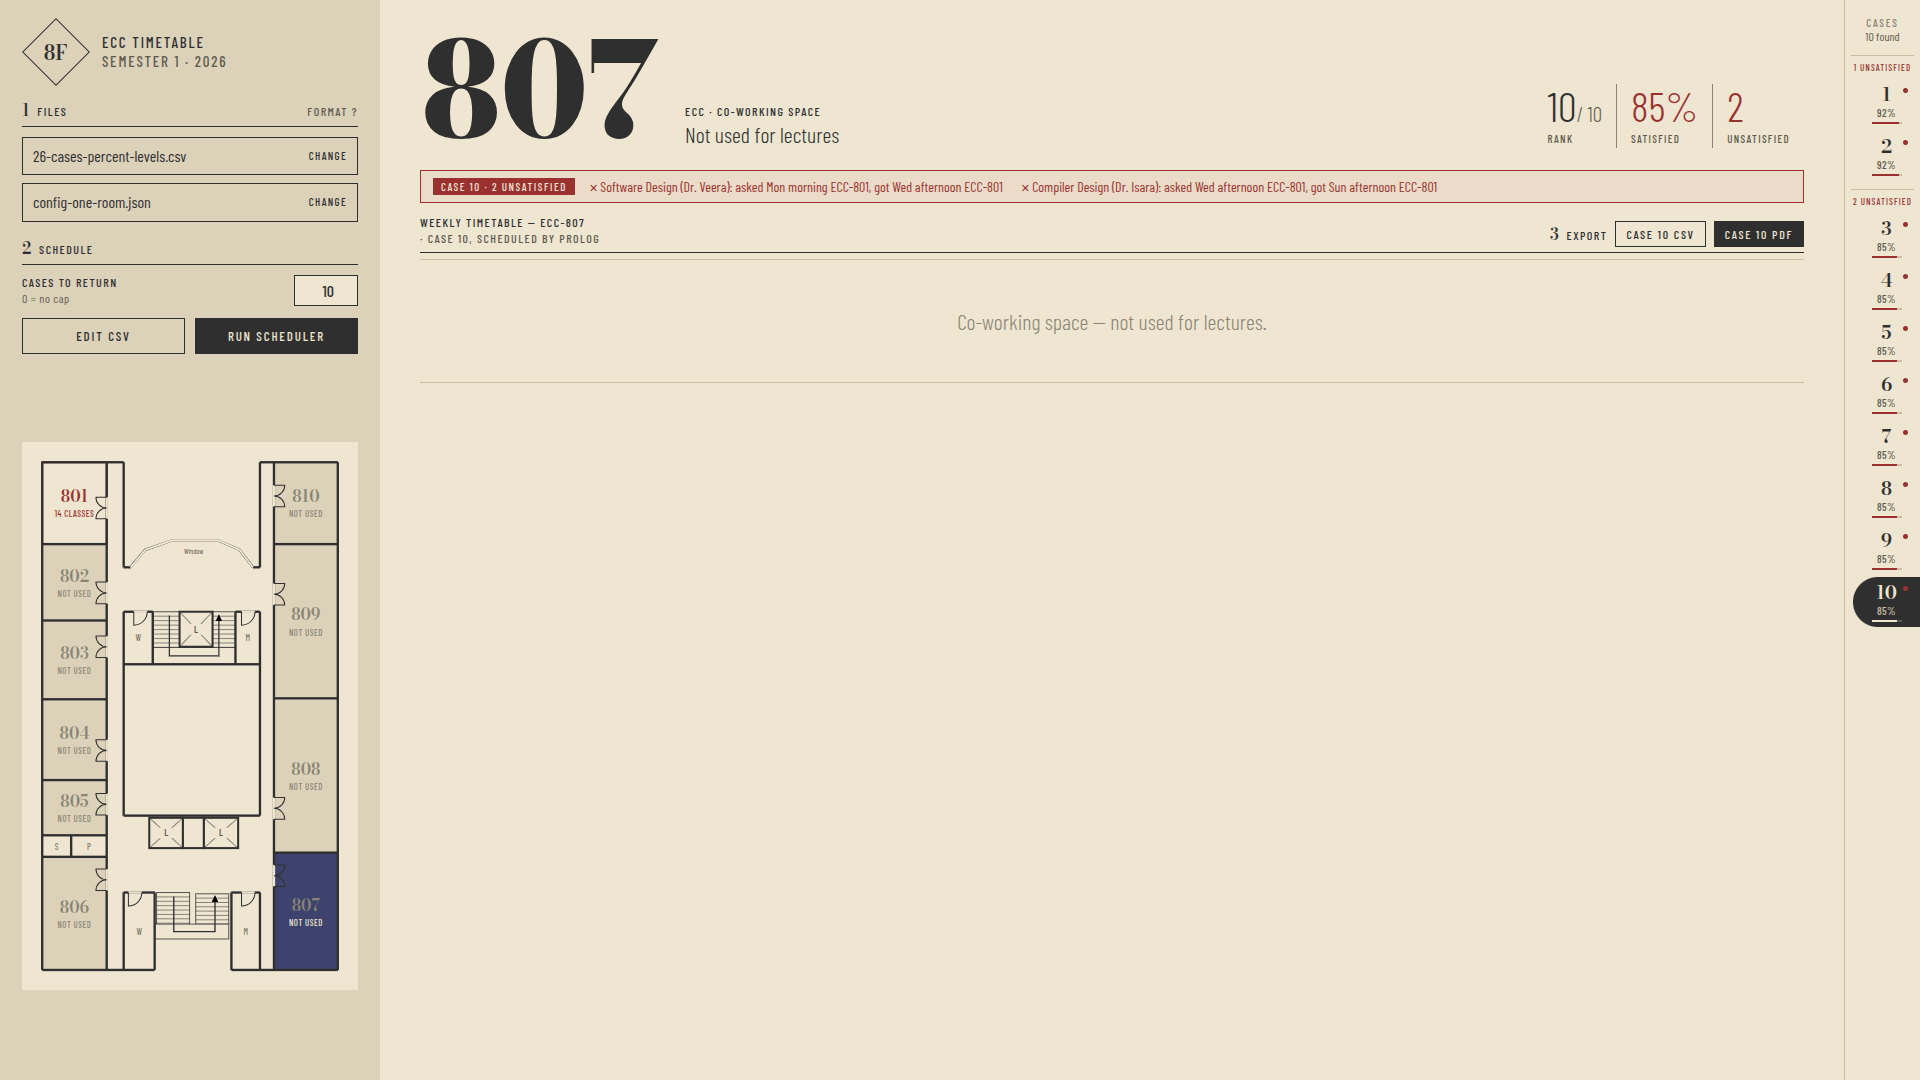 8F
ECC TIMETABLE
SEMESTER 1 · 2026
1 FILES
FORMAT ?
26-cases-percent-levels.csv
CHANGE
config-one-room.json
CHANGE
2 SCHEDULE
CASES TO RETURN
0 = no cap
10
EDIT CSV
RUN SCHEDULER
801
14 CLASSES
810
NOT USED
Window
802
NOT USED
809
NOT USED
W
L
M
803
NOT USED
804
NOT USED
808
NOT USED
805
NOT USED
L
L
S
P
806
NOT USED
807
NOT USED
W
M
807
ECC · CO-WORKING SPACE
Not used for lectures
10/ 10
RANK
85%
SATISFIED
2
UNSATISFIED
CASE 10 · 2 UNSATISFIED
× Software Design (Dr. Veera): asked Mon morning ECC-801, got Wed afternoon ECC-801
× Compiler Design (Dr. Isara): asked Wed afternoon ECC-801, got Sun afternoon ECC-801
WEEKLY TIMETABLE — ECC-807
· CASE 10, SCHEDULED BY PROLOG
3 EXPORT
CASE 10 CSV
CASE 10 PDF
Co-working space — not used for lectures.
CASES
10 found
1 UNSATISFIED
1
92%
2
92%
2 UNSATISFIED
3
85%
4
85%
5
85%
6
85%
7
85%
8
85%
9
85%
10
85%